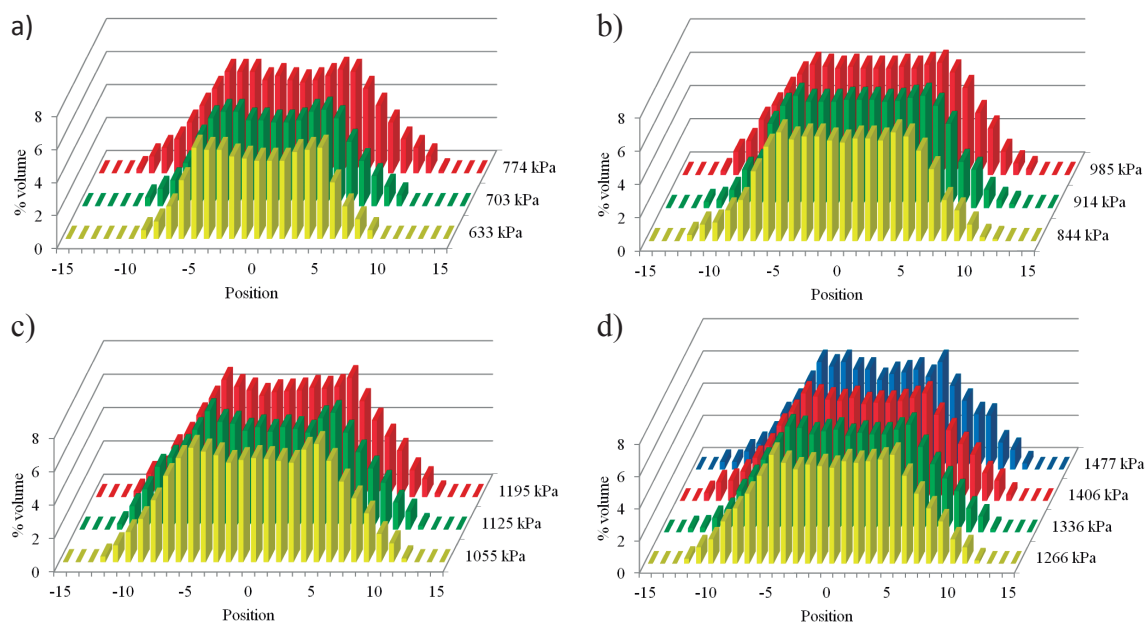 a)
% volume
8
6
4
2
0
774 kPa
703 kPa
633 kPa
-15 -10 -5 0 5 10 15
Position
b)
% volume
8
6
4
2
0
985 kPa
914 kPa
844 kPa
-15 -10 -5 0 5 10 15
Position
c)
% volume
8
6
4
2
0
1195 kPa
1125 kPa
1055 kPa
-15 -10 -5 0 5 10 15
Position
d)
% volume
8
6
4
2
0
1477 kPa
1406 kPa
1336 kPa
1266 kPa
-15 -10 -5 0 5 10 15
Position